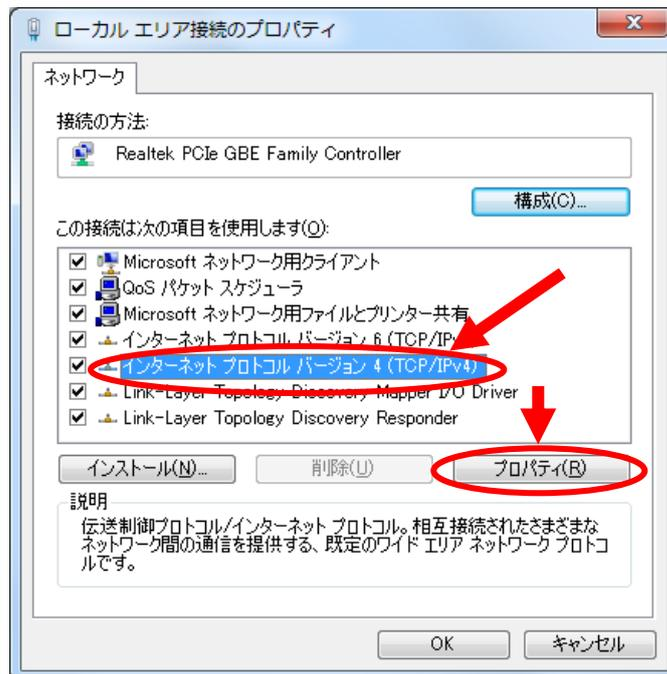 ローカル エリア接続のプロパティ
ネットワーク
接続の方法:
Realtek PCIe GBE Family Controller
構成(C)...
この接続は次の項目を使用します(O):
Microsoft ネットワーク用クライアント
QoS パケット スケジューラ
Microsoft ネットワーク用ファイルとプリンター共有
インターネット プロトコル バージョン 6 (TCP/IP
インターネット プロトコル バージョン 4 (TCP/IPv4)
Link-Layer Topology Discovery Mapper I/O Driver
Link-Layer Topology Discovery Responder
インストール(N)...
削除(U)
プロパティ(R)
説明
伝送制御プロトコル/インターネット プロトコル。相互接続されたさまざまな
ネットワーク間の通信を提供する、既定のワイド エリア ネットワーク プロトコ
ルです。
OK
キャンセル